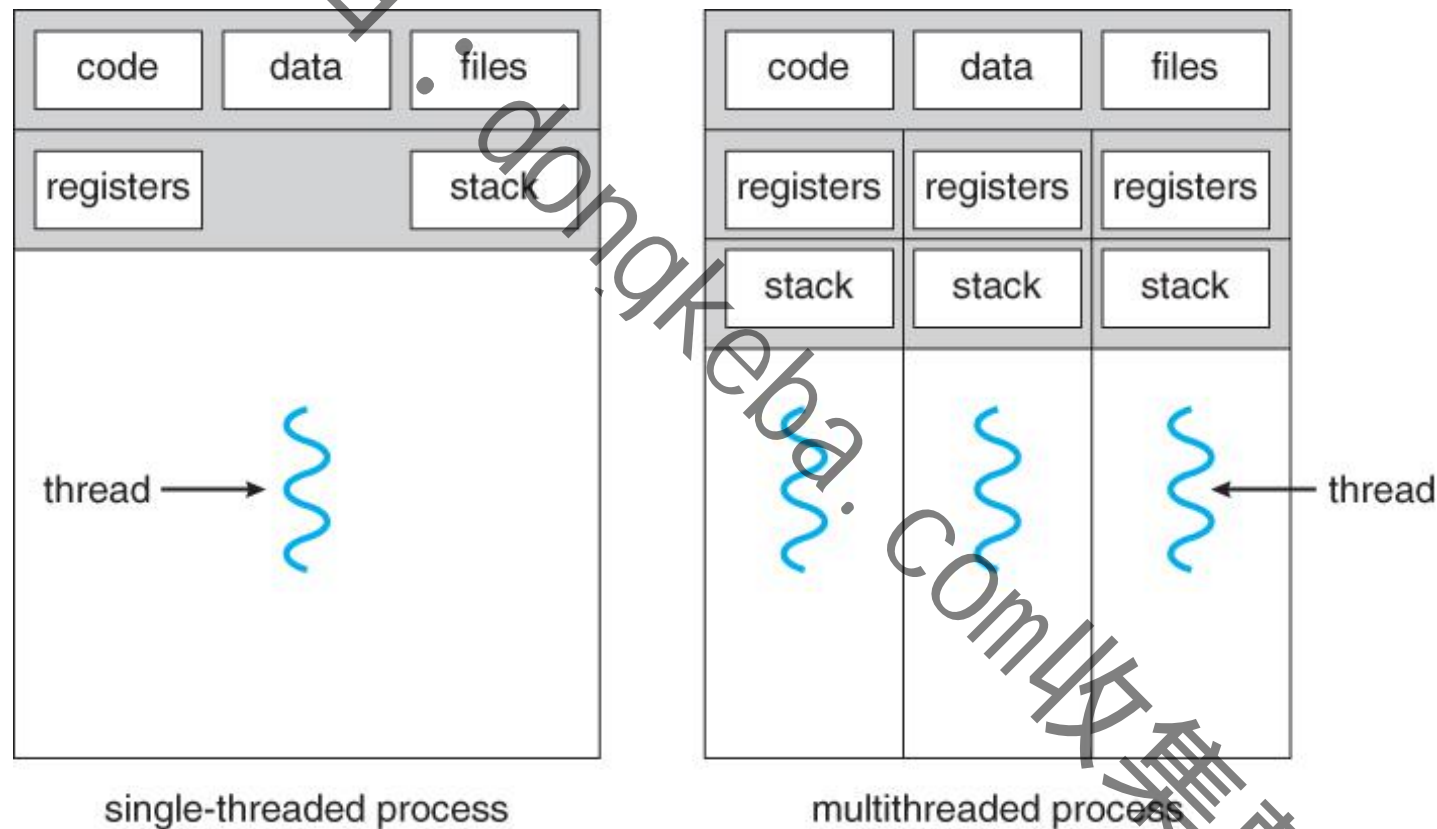 code data files
registers stack
thread
single-threaded process
code data files
registers registers registers
stack stack stack
thread
multithreaded process
dongkeba.com收集